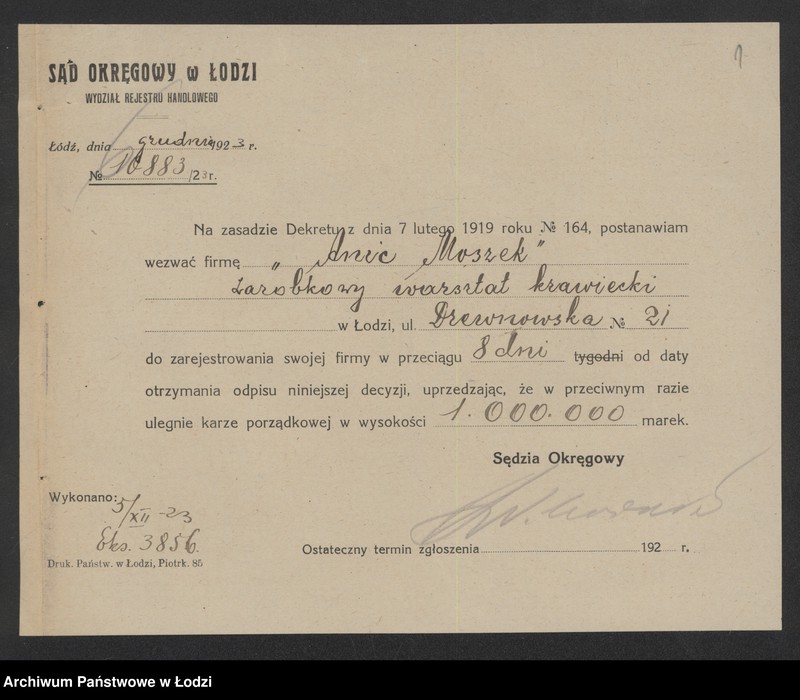 1
SĄD OKRĘGOWY w ŁODZI
WYDZIAŁ REJESTRU HANDLOWEGO
Łódź, dnia grudnia 1923 r.
№ 10883/23 r.
Na zasadzie Dekretu z dnia 7 lutego 1919 roku № 164, postanawiam
wezwać firmę „Anic Moszek"
zarobkowy warsztat krawiecki
w Łodzi, ul. Drewnowska № 21
do zarejestrowania swojej firmy w przeciągu 8 dni tygodni od daty
otrzymania odpisu niniejszej decyzji, uprzedzając, że w przeciwnym razie
ulegnie karze porządkowej w wysokości 1.000.000 marek.
Sędzia Okręgowy
Wykonano: 5/XII-23
Eks. 3856.
Ostateczny termin zgłoszenia 192 r.
Druk. Państw. w Łodzi, Piotrk. 85
Archiwum Państwowe w Łodzi